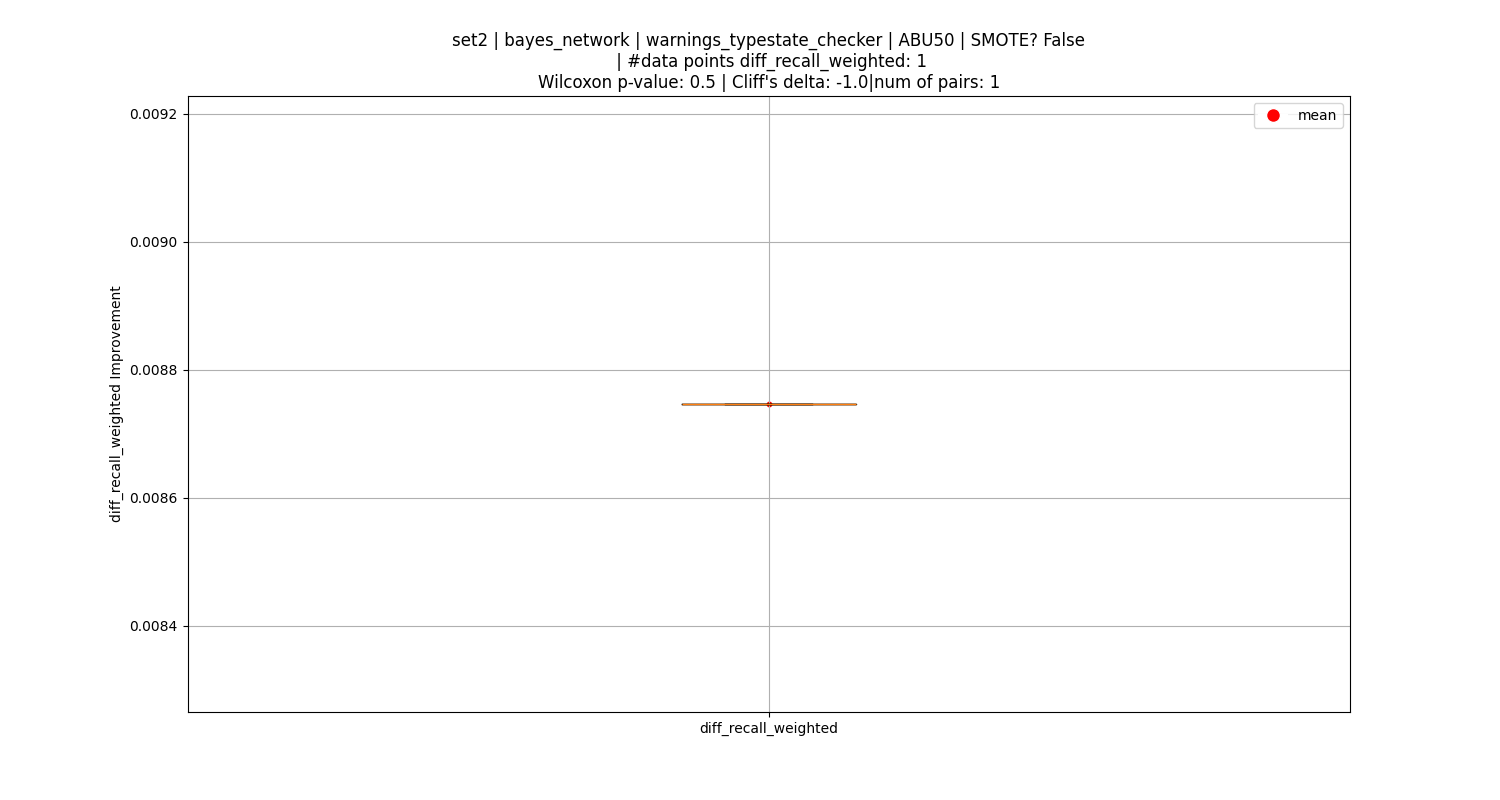 set2 | bayes_network | warnings_typestate_checker | ABU50 | SMOTE? False
| #data points diff_recall_weighted: 1
Wilcoxon p-value: 0.5 | Cliff's delta: -1.0|num of pairs: 1
mean
0.0092
0.0090
0.0088
0.0086
0.0084
diff_recall_weighted Improvement
diff_recall_weighted